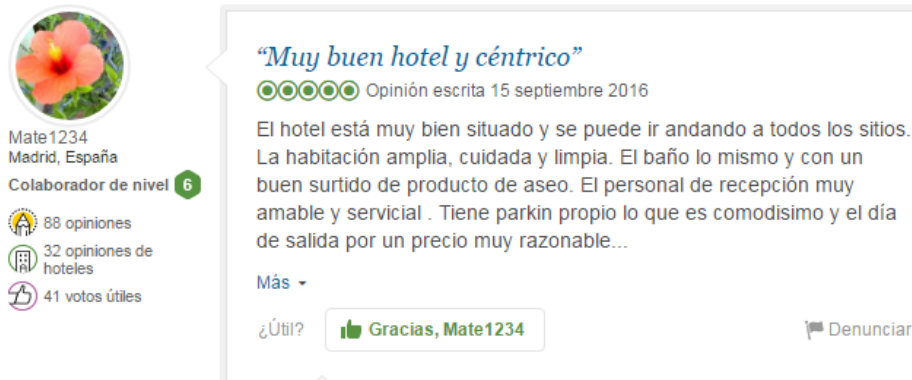 Mate1234
Madrid, España
Colaborador de nivel 6
88 opiniones
32 opiniones de
hoteles
41 votos útiles
“Muy buen hotel y céntrico”
Opinión escrita 15 septiembre 2016
El hotel está muy bien situado y se puede ir andando a todos los sitios.
La habitación amplia, cuidada y limpia. El baño lo mismo y con un
buen surtido de producto de aseo. El personal de recepción muy
amable y servicial . Tiene parkin propio lo que es comodisimo y el día
de salida por un precio muy razonable...
Más
¿Útil? Gracias, Mate1234 Denunciar